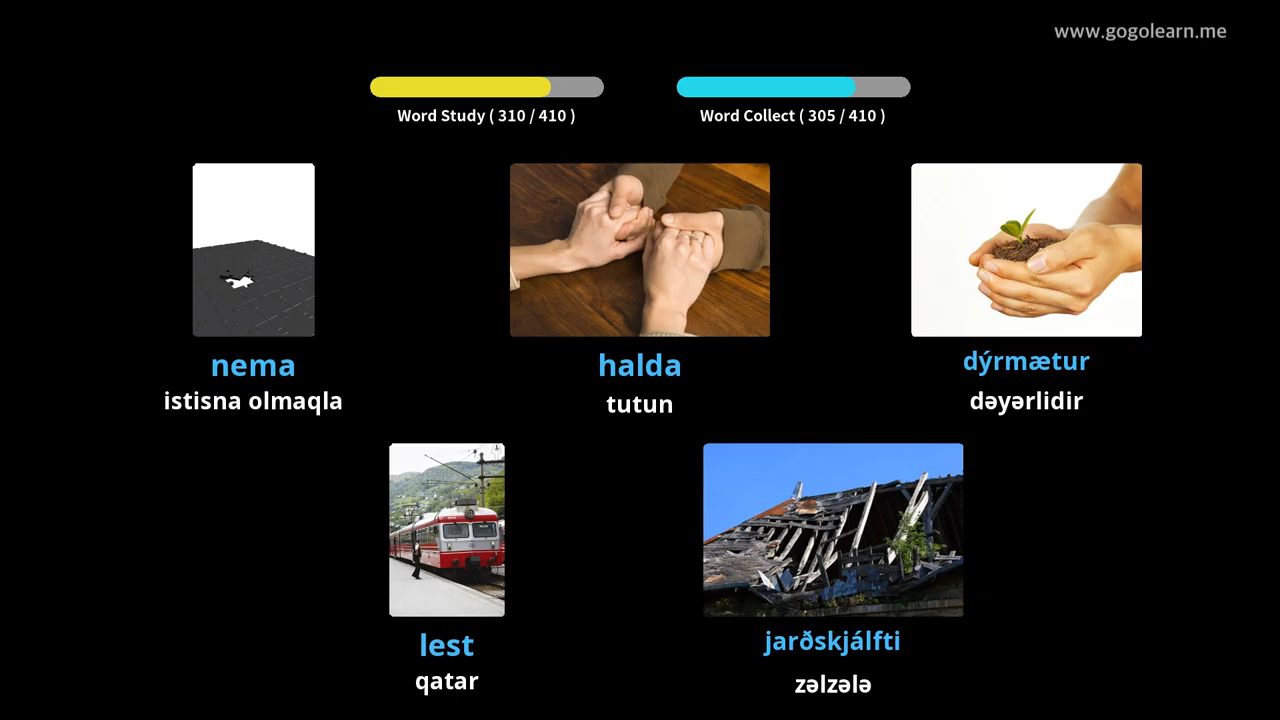 www.gogolearn.me
Word Study ( 310 / 410 )
Word Collect ( 305 / 410 )
nema
istisna olmaqla
halda
tutun
dýrmætur
dəyərlidir
lest
qatar
jarðskjálfti
zəlzələ